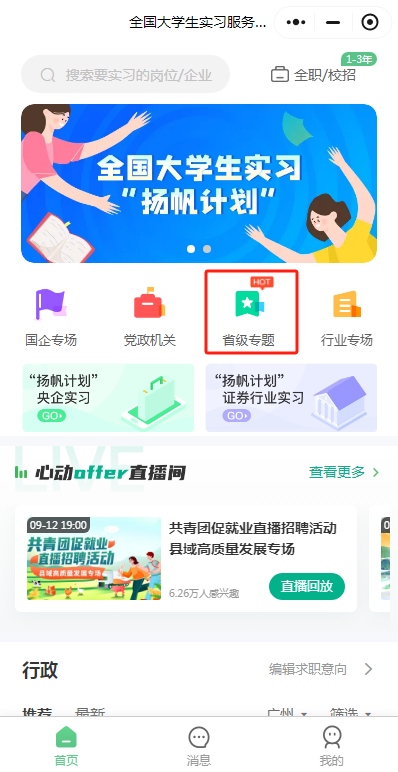 全国大学生实习服务...
搜索要实习的岗位/企业
1-3年
全职/校招
全国大学生实习
“扬帆计划”
HOT
国企专场
党政机关
省级专题
行业专场
“扬帆计划”
央企实习
GO▸
“扬帆计划”
证券行业实习
GO▸
LIVE
心动offer直播间
查看更多
09-12 19:00
共青团促就业
直播招聘活动
县域高质量发展专场
共青团促就业直播招聘活动
县域高质量发展专场
6.26万人感兴趣
直播回放
行政
编辑求职意向
推荐
最新
广州
筛选
首页
消息
我的